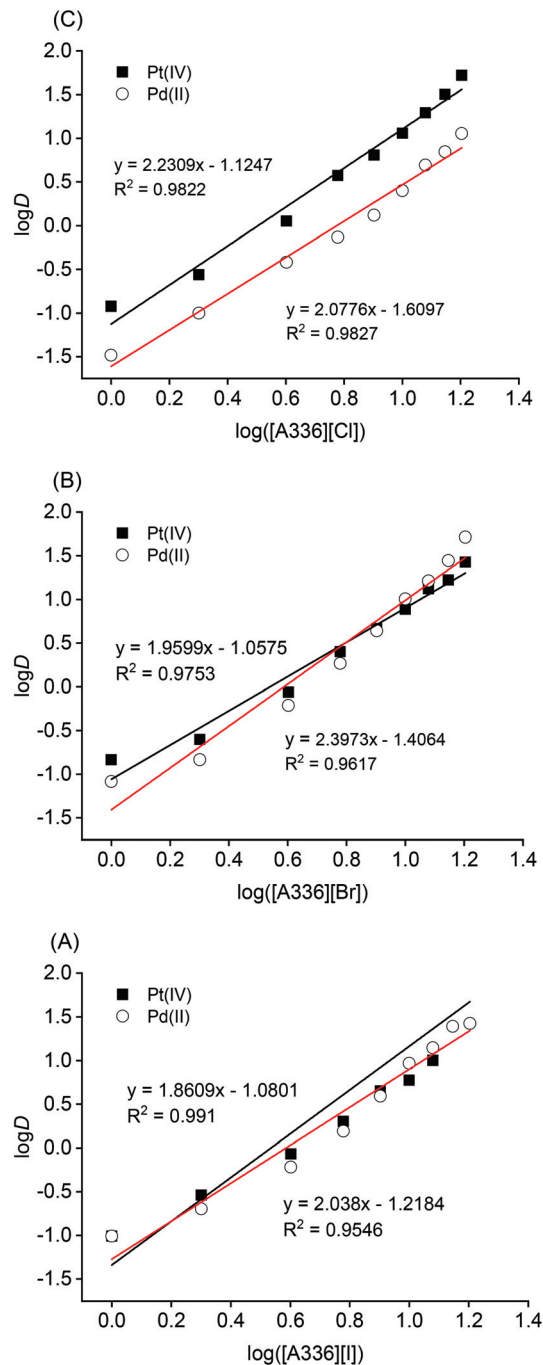 (C)
2.0
1.5
1.0
0.5
0.0
-0.5
-1.0
-1.5
logD
Pt(IV)
Pd(II)
y = 2.2309x - 1.1247
R² = 0.9822
y = 2.0776x - 1.6097
R² = 0.9827
0.0 0.2 0.4 0.6 0.8 1.0 1.2 1.4
log([A336][Cl])
(B)
2.0
1.5
1.0
0.5
0.0
-0.5
-1.0
-1.5
logD
Pt(IV)
Pd(II)
y = 1.9599x - 1.0575
R² = 0.9753
y = 2.3973x - 1.4064
R² = 0.9617
0.0 0.2 0.4 0.6 0.8 1.0 1.2 1.4
log([A336][Br])
(A)
2.0
1.5
1.0
0.5
0.0
-0.5
-1.0
-1.5
logD
Pt(IV)
Pd(II)
y = 1.8609x - 1.0801
R² = 0.991
y = 2.038x - 1.2184
R² = 0.9546
0.0 0.2 0.4 0.6 0.8 1.0 1.2 1.4
log([A336][I])